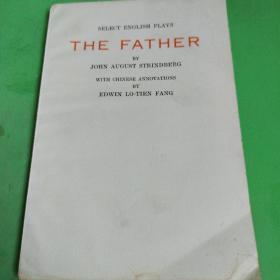 SELECT ENGLISH PLAYS
THE FATHER
BY
JOHN AUGUST STRINDBERG
WITH CHINESE ANNOTATIONS
BY
EDWIN LO-TIEN FANG